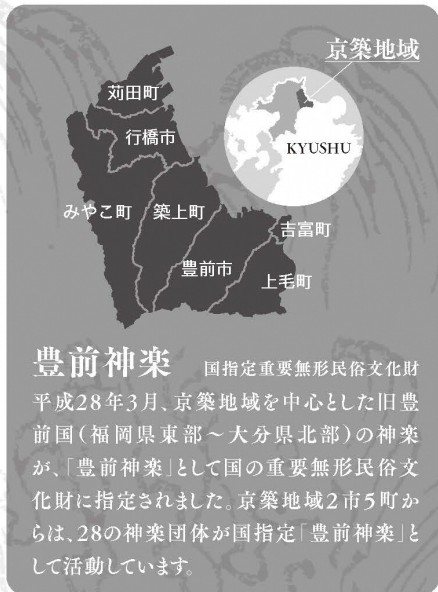 京築地域
KYUSHU
苅田町
行橋市
みやこ町
築上町
吉富町
豊前市
上毛町
豊前神楽 国指定重要無形民俗文化財
平成28年3月、京築地域を中心とした旧豊
前国(福岡県東部～大分県北部)の神楽
が、「豊前神楽」として国の重要無形民俗文
化財に指定されました。京築地域2市5町か
らは、28の神楽団体が国指定「豊前神楽」と
して活動しています。